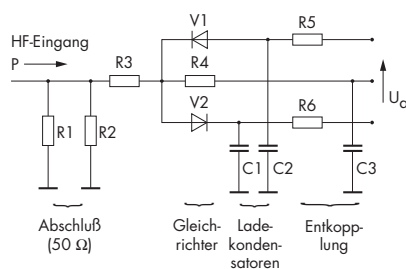 V1
R5
HF-Eingang
P
R3
R4
V2
R6
U_d
R1
R2
C1
C2
C3
Abschluß
(50 Ω)
Gleich-
richter
Lade-
konden-
satoren
Entkopp-
lung